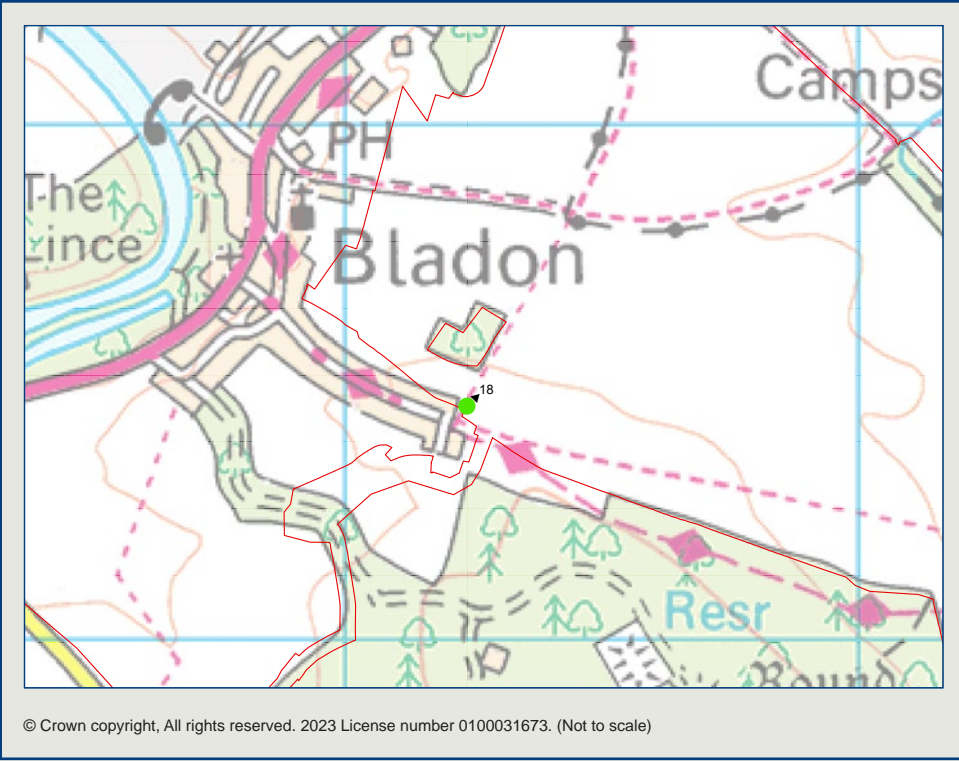 Camps
PH
The
Lince
Bladon
18
Resr
Round
© Crown copyright, All rights reserved. 2023 License number 0100031673. (Not to scale)